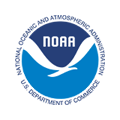 NATIONAL OCEANIC AND ATMOSPHERIC ADMINISTRATION
NOAA
U.S. DEPARTMENT OF COMMERCE